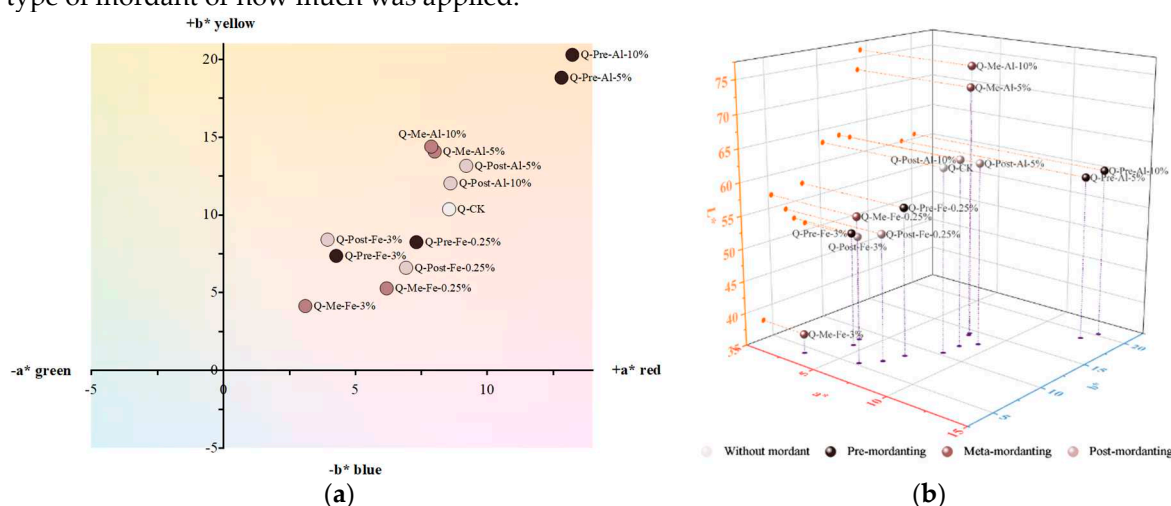 type of mordant or how much was applied.
+b* yellow
20
15
10
5
0
-5
-5
0
5
10
-a* green
+a* red
-b* blue
Q-Pre-Al-10%
Q-Pre-Al-5%
Q-Me-Al-10%
Q-Me-Al-5%
Q-Post-Al-5%
Q-Post-Al-10%
Q-CK
Q-Post-Fe-3%
Q-Pre-Fe-0.25%
Q-Pre-Fe-3%
Q-Post-Fe-0.25%
Q-Me-Fe-0.25%
Q-Me-Fe-3%
(a)
75
70
65
60
55
50
45
40
35
L*
Q-Me-Al-10%
Q-Me-Al-5%
Q-Post-Al-10%
Q-Post-Al-5%
Q-CK
Q-Pre-Al-10%
Q-Pre-Al-5%
Q-Pre-Fe-0.25%
Q-Me-Fe-0.25%
Q-Pre-Fe-3%
Q-Post-Fe-0.25%
Q-Post-Fe-3%
Q-Me-Fe-3%
5
10
15
a*
5
10
15
20
b*
Without mordant Pre-mordanting Meta-mordanting Post-mordanting
(b)